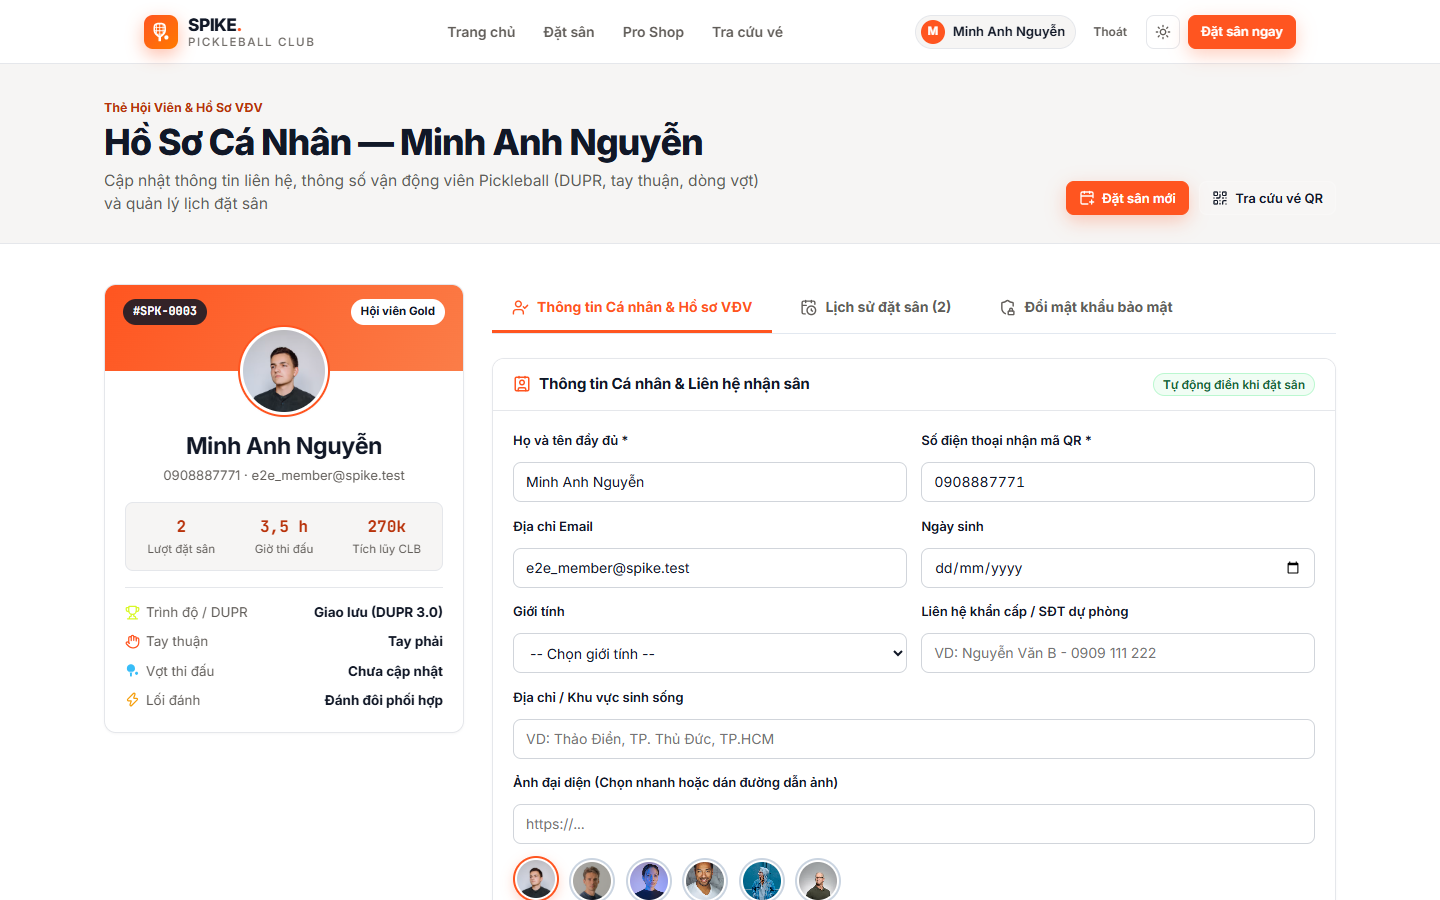 SPIKE.
PICKLEBALL CLUB
Trang chủ
Đặt sân
Pro Shop
Tra cứu vé
M
Minh Anh Nguyễn
Thoát
Đặt sân ngay
Thẻ Hội Viên & Hồ Sơ VĐV
Hồ Sơ Cá Nhân — Minh Anh Nguyễn
Cập nhật thông tin liên hệ, thông số vận động viên Pickleball (DUPR, tay thuận, dòng vợt)
và quản lý lịch đặt sân
Đặt sân mới
Tra cứu vé QR
#SPK-0003
Hội viên Gold
Minh Anh Nguyễn
0908887771 · e2e_member@spike.test
2
3,5 h
270k
Lượt đặt sân
Giờ thi đấu
Tích lũy CLB
Trình độ / DUPR
Giao lưu (DUPR 3.0)
Tay thuận
Tay phải
Vợt thi đấu
Chưa cập nhật
Lối đánh
Đánh đôi phối hợp
Thông tin Cá nhân & Hồ sơ VĐV
Lịch sử đặt sân (2)
Đổi mật khẩu bảo mật
Thông tin Cá nhân & Liên hệ nhận sân
Tự động điền khi đặt sân
Họ và tên đầy đủ *
Số điện thoại nhận mã QR *
Minh Anh Nguyễn
0908887771
Địa chỉ Email
Ngày sinh
e2e_member@spike.test
dd/mm/yyyy
Giới tính
Liên hệ khẩn cấp / SĐT dự phòng
-- Chọn giới tính --
VD: Nguyễn Văn B - 0909 111 222
Địa chỉ / Khu vực sinh sống
VD: Thảo Điền, TP. Thủ Đức, TP.HCM
Ảnh đại diện (Chọn nhanh hoặc dán đường dẫn ảnh)
https://...